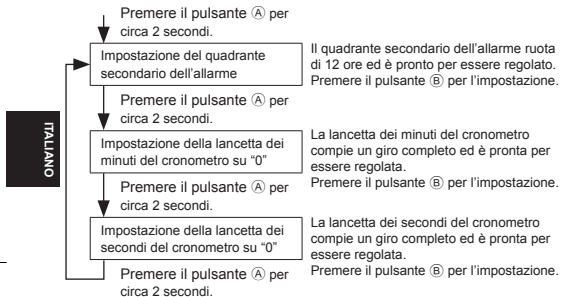 Premere il pulsante Ⓐ per
circa 2 secondi.
Impostazione del quadrante
secondario dell'allarme
Il quadrante secondario dell'allarme ruota
di 12 ore ed è pronto per essere regolato.
Premere il pulsante Ⓑ per l'impostazione.
Premere il pulsante Ⓐ per
circa 2 secondi.
ITALIANO
Impostazione della lancetta dei
minuti del cronometro su “0”
La lancetta dei minuti del cronometro
compie un giro completo ed è pronta per
essere regolata.
Premere il pulsante Ⓑ per l'impostazione.
Premere il pulsante Ⓐ per
circa 2 secondi.
Impostazione della lancetta dei
secondi del cronometro su “0”
La lancetta dei secondi del cronometro
compie un giro completo ed è pronta per
essere regolata.
Premere il pulsante Ⓑ per l'impostazione.
Premere il pulsante Ⓐ per
circa 2 secondi.